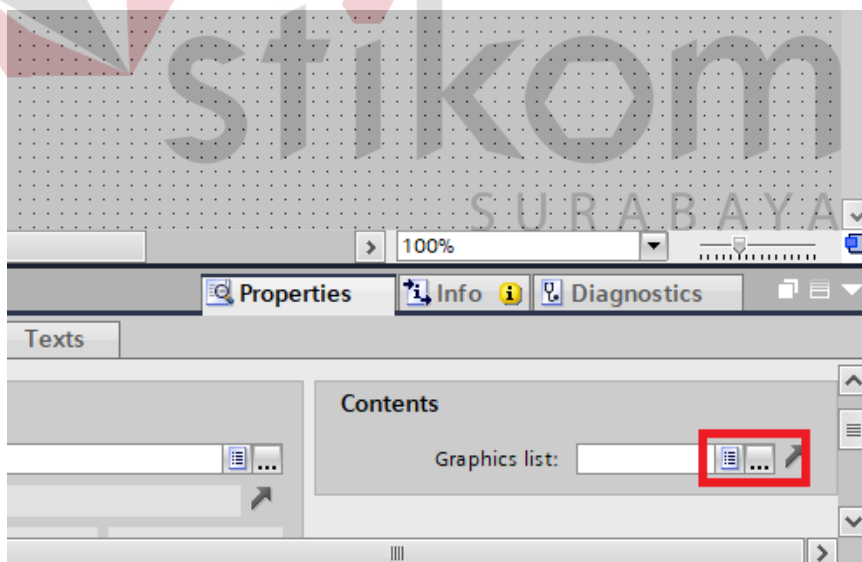 stikom
SURABAYA
100%
Properties
Info
Diagnostics
Texts
Contents
Graphics list: